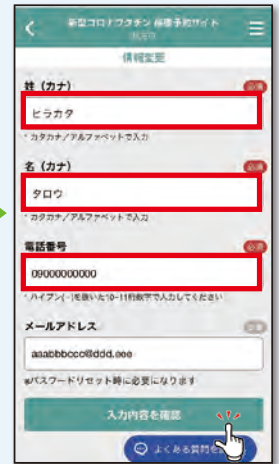 新型コロナワクチン 接種予約サイト
情報変更
姓（カナ）
必須
ヒラカタ
* カタカナ／アルファベットで入力
名（カナ）
必須
タロウ
* カタカナ／アルファベットで入力
電話番号
必須
09000000000
* ハイフン(-)を除いた10-11桁数字で入力してください
メールアドレス
aaabbbccc@ddd.eee
※パスワードリセット時に必要になります
入力内容を確認
よくある質問を